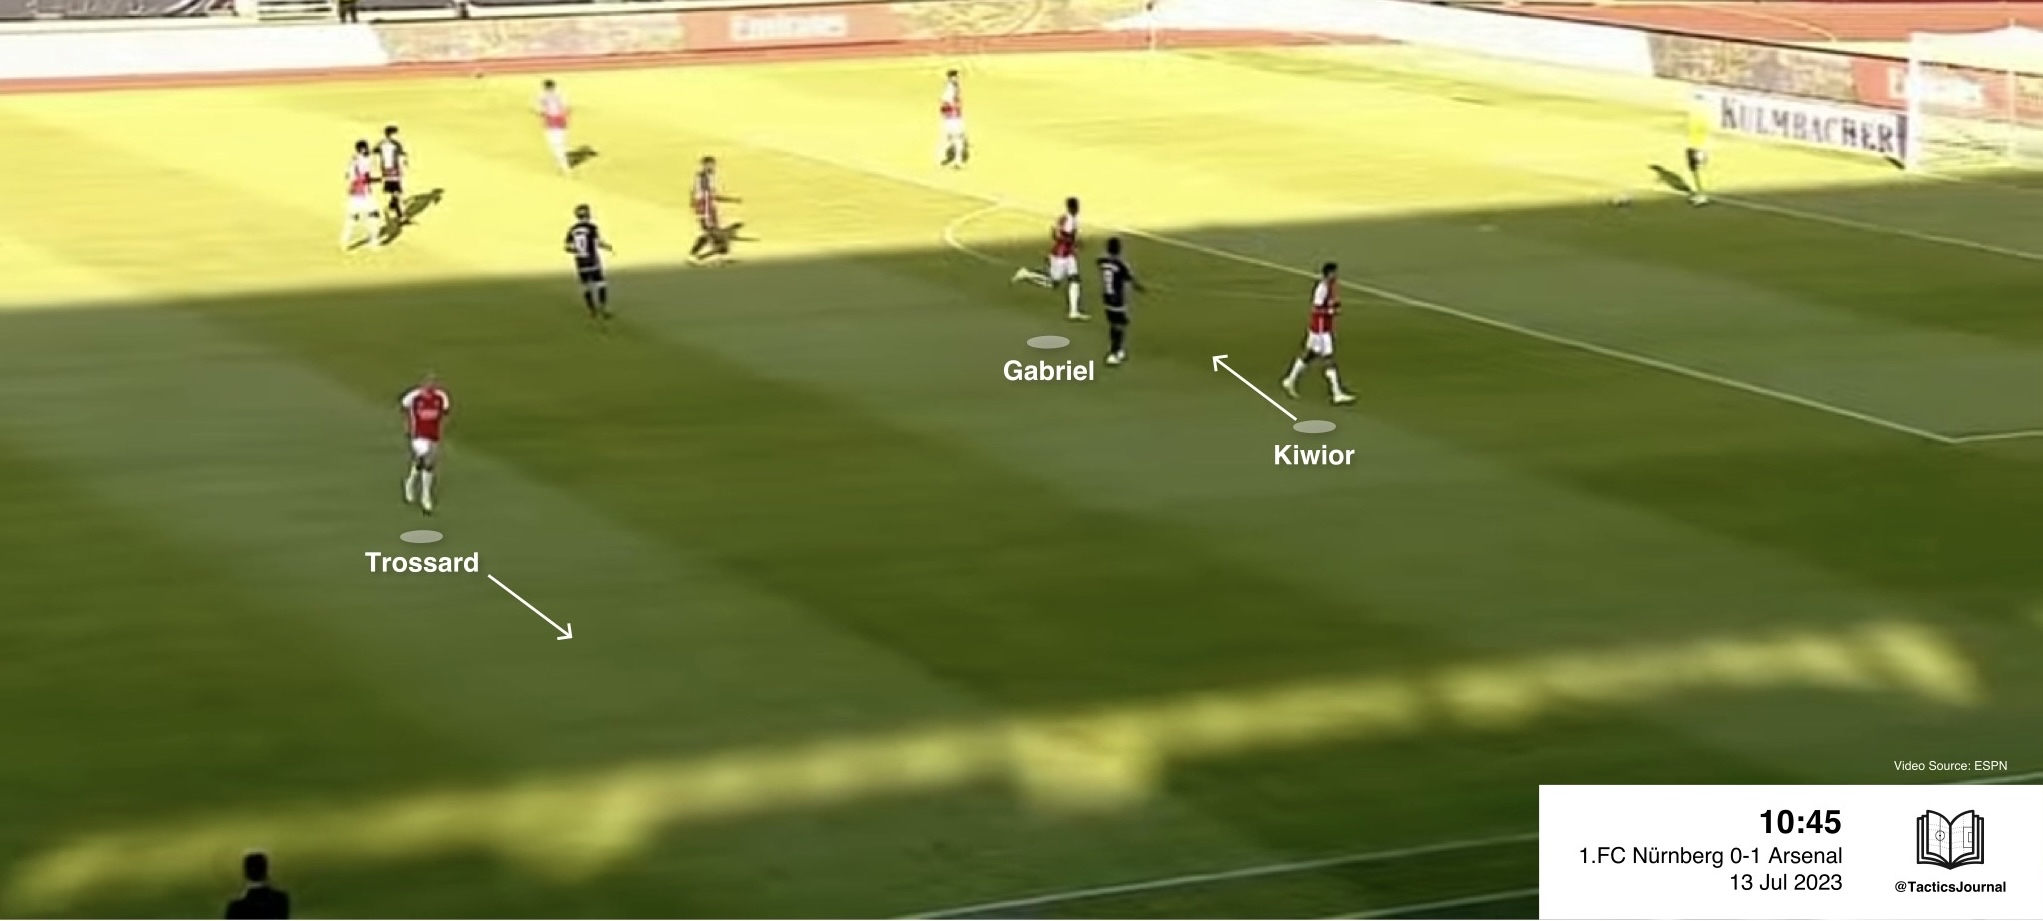 Emirates
KULMBACHER
Gabriel
Kiwior
Trossard
Video Source: ESPN
10:45
1.FC Nürnberg 0-1 Arsenal
13 Jul 2023
@TacticsJournal